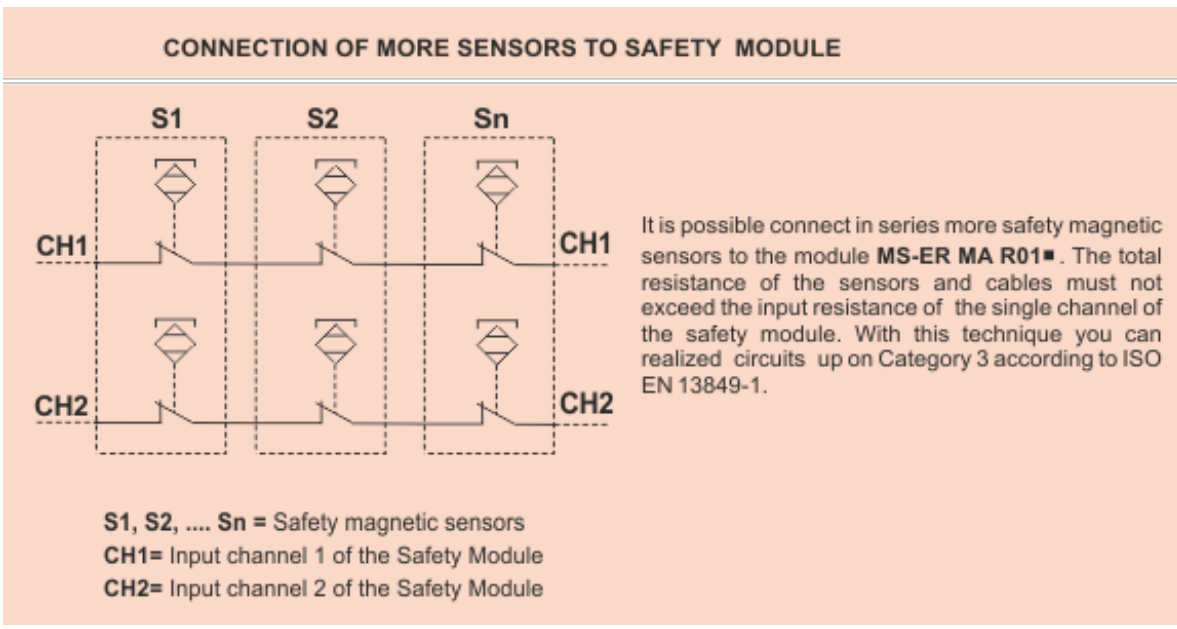 CONNECTION OF MORE SENSORS TO SAFETY MODULE
S1 S2 Sn
CH1 CH1
CH2 CH2
It is possible connect in series more safety magnetic
sensors to the module MS-ER MA R01■. The total
resistance of the sensors and cables must not
exceed the input resistance of the single channel of
the safety module. With this technique you can
realized circuits up on Category 3 according to ISO
EN 13849-1.
S1, S2, .... Sn = Safety magnetic sensors
CH1= Input channel 1 of the Safety Module
CH2= Input channel 2 of the Safety Module